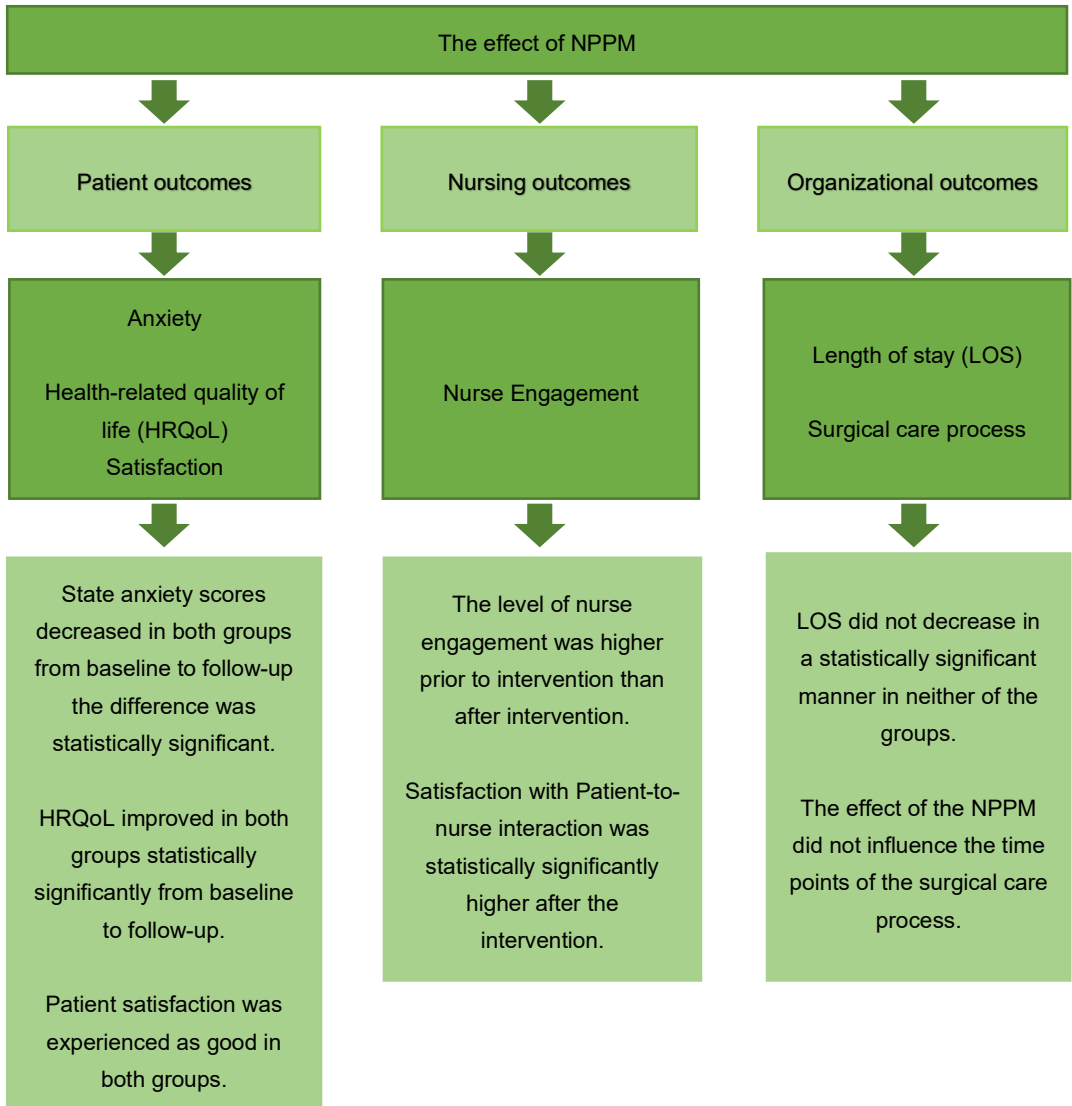 The effect of NPPM
Patient outcomes
Nursing outcomes
Organizational outcomes
Anxiety
Health-related quality of
life (HRQoL)
Satisfaction
Nurse Engagement
Length of stay (LOS)
Surgical care process
State anxiety scores
decreased in both groups
from baseline to follow-up
the difference was
statistically significant.
HRQoL improved in both
groups statistically
significantly from baseline
to follow-up.
Patient satisfaction was
experienced as good in
both groups.
The level of nurse
engagement was higher
prior to intervention than
after intervention.
Satisfaction with Patient-to-
nurse interaction was
statistically significantly
higher after the
intervention.
LOS did not decrease in
a statistically significant
manner in neither of the
groups.
The effect of the NPPM
did not influence the time
points of the surgical care
process.